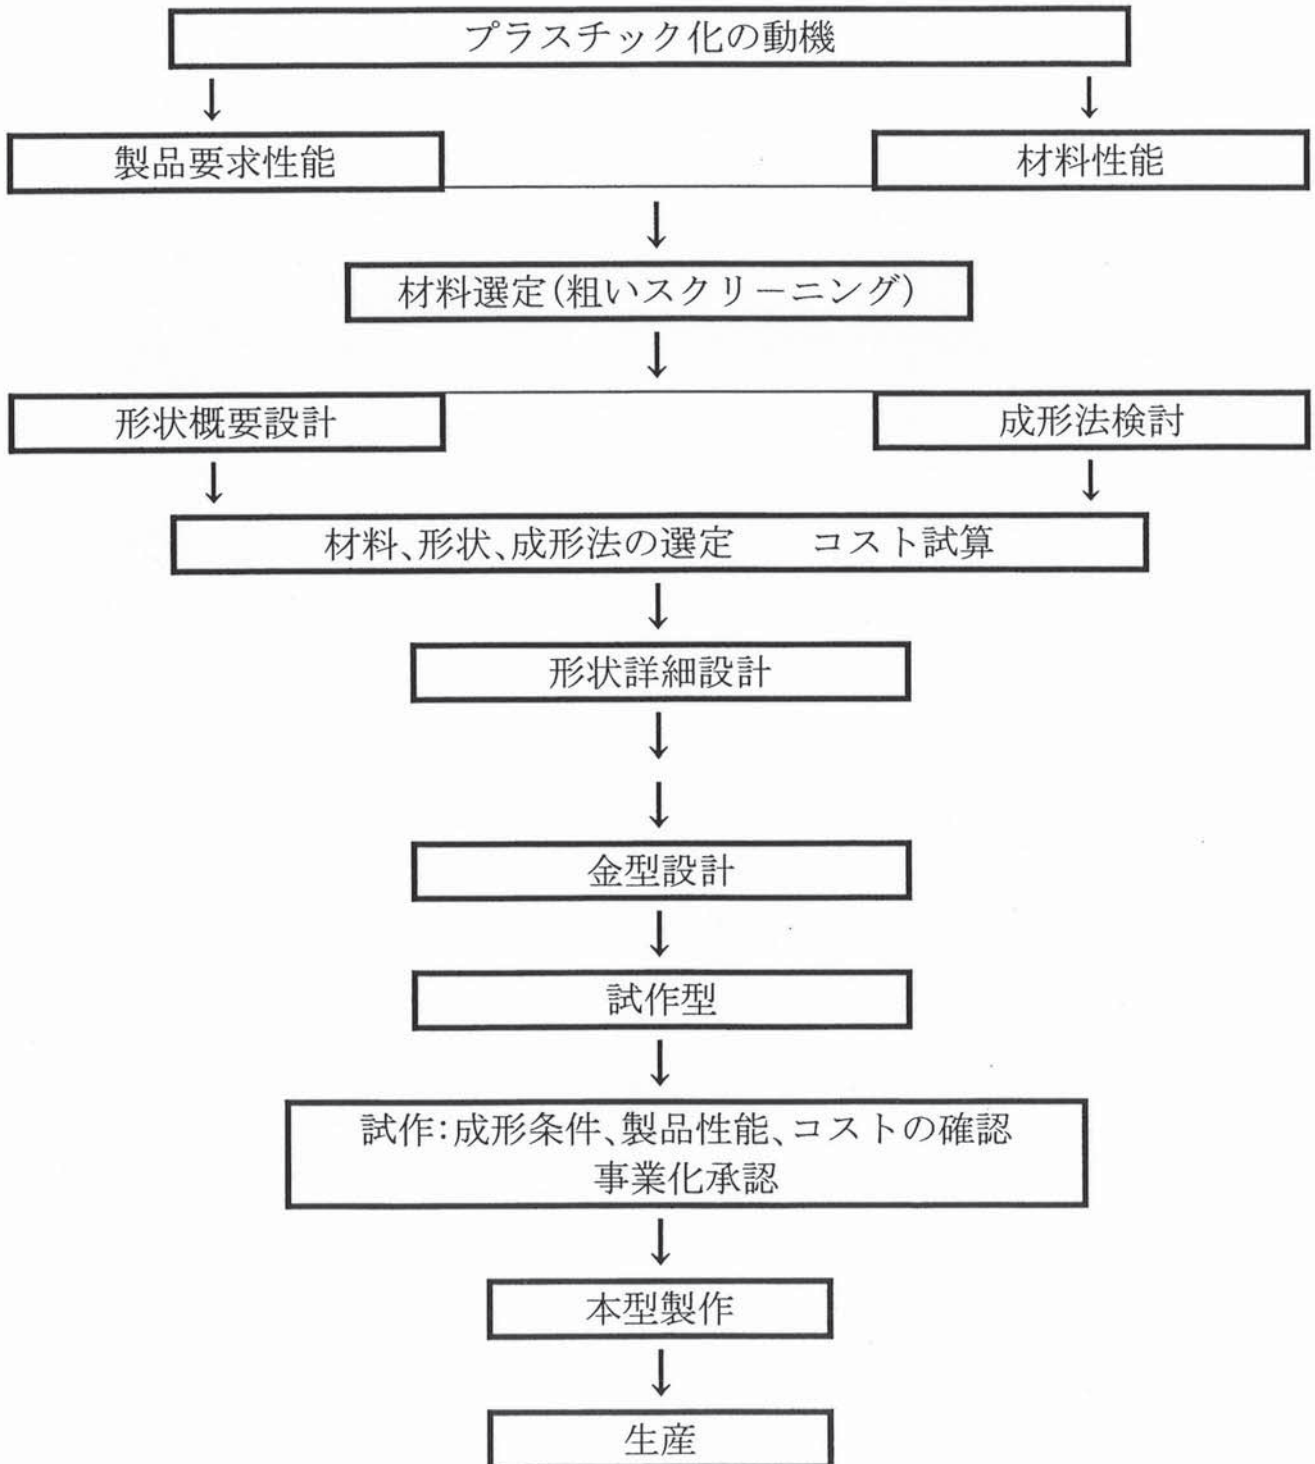 プラスチック化の動機
製品要求性能
材料性能
材料選定(粗いスクリーニング)
形状概要設計
成形法検討
材料、形状、成形法の選定　　コスト試算
形状詳細設計
金型設計
試作型
試作:成形条件、製品性能、コストの確認
事業化承認
本型製作
生産